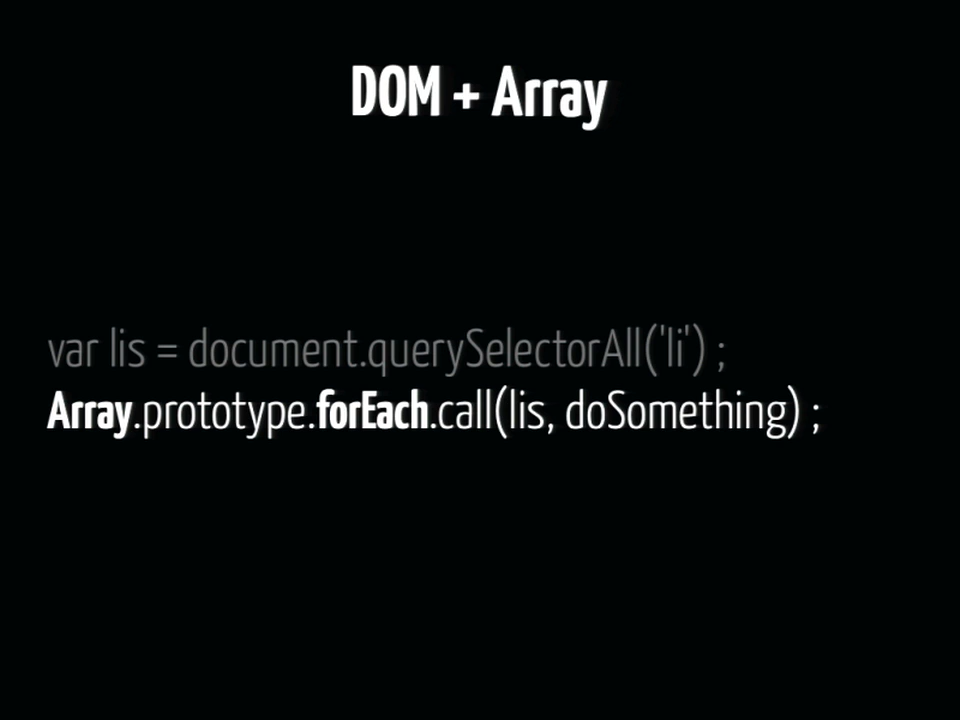 DOM + Array
var lis = document.querySelectorAll('li') ;
Array.prototype.forEach.call(lis, doSomething) ;